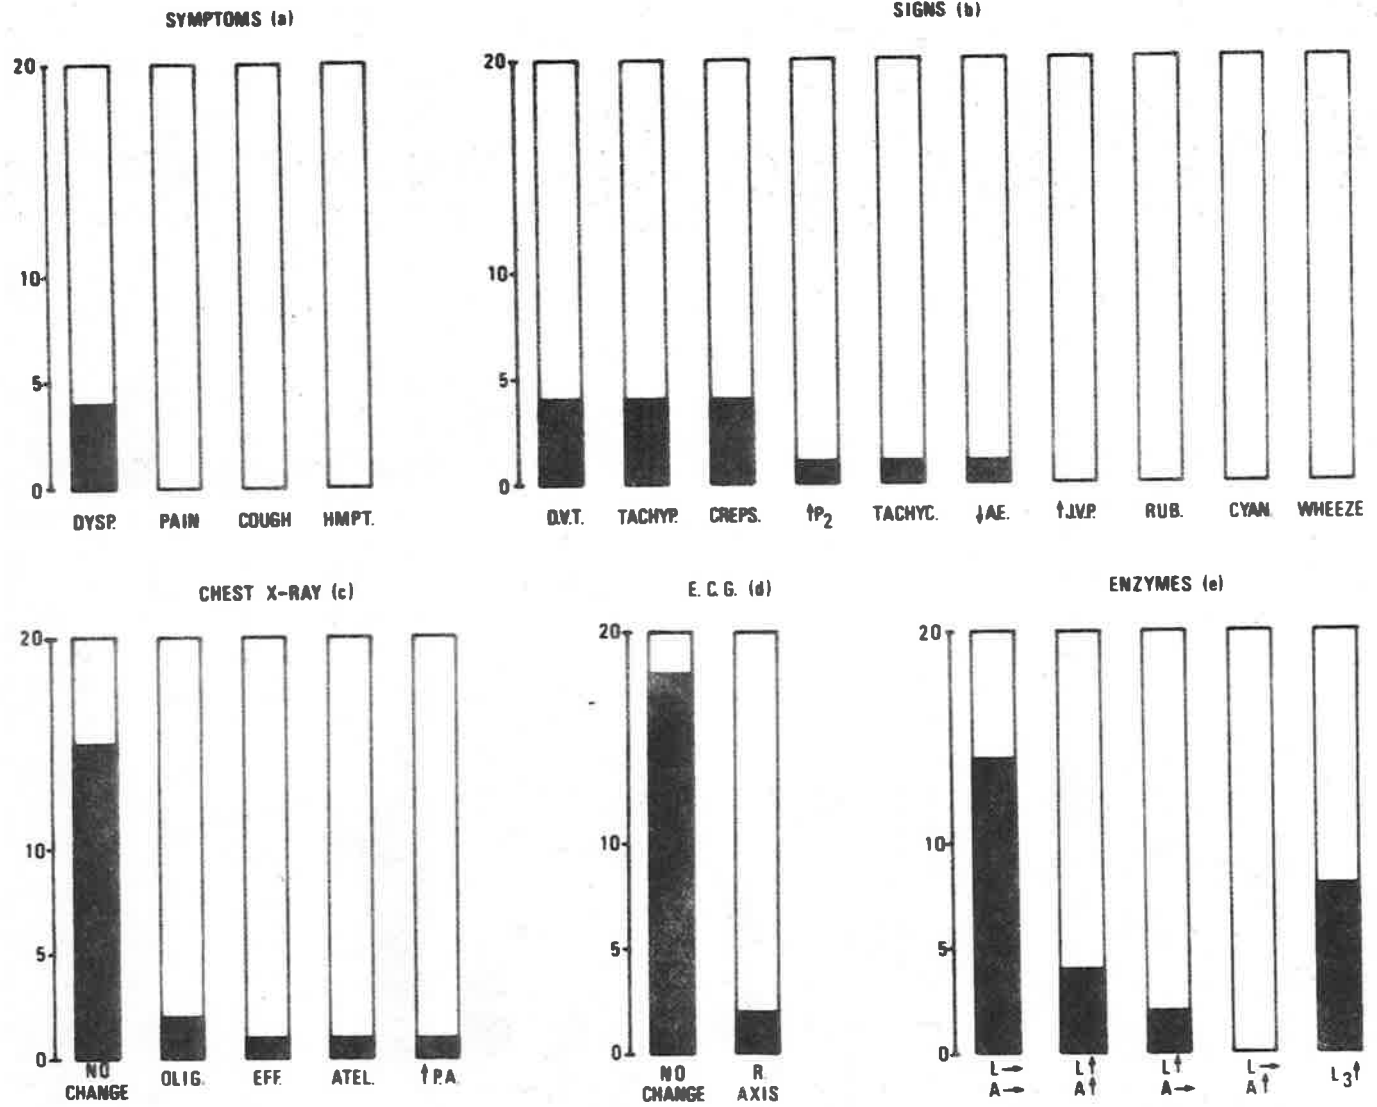 SYMPTOMS (a)
20
10
5
0
DYSP. PAIN COUGH HMPT.
SIGNS (b)
20
10
5
0
D.V.T. TACHYP. CREPS. ↑P2 TACHYC. ↓AE. ↑J.V.P. RUB. CYAN. WHEEZE
CHEST X-RAY (c)
20
10
5
0
NO CHANGE OLIG. EFF. ATEL. ↑P.A.
E.C.G. (d)
20
10
5
0
NO R.
CHANGE AXIS
ENZYMES (e)
20
10
5
0
L→ L↑ L↑ L→ L3↑
A→ A↑ A→ A↑